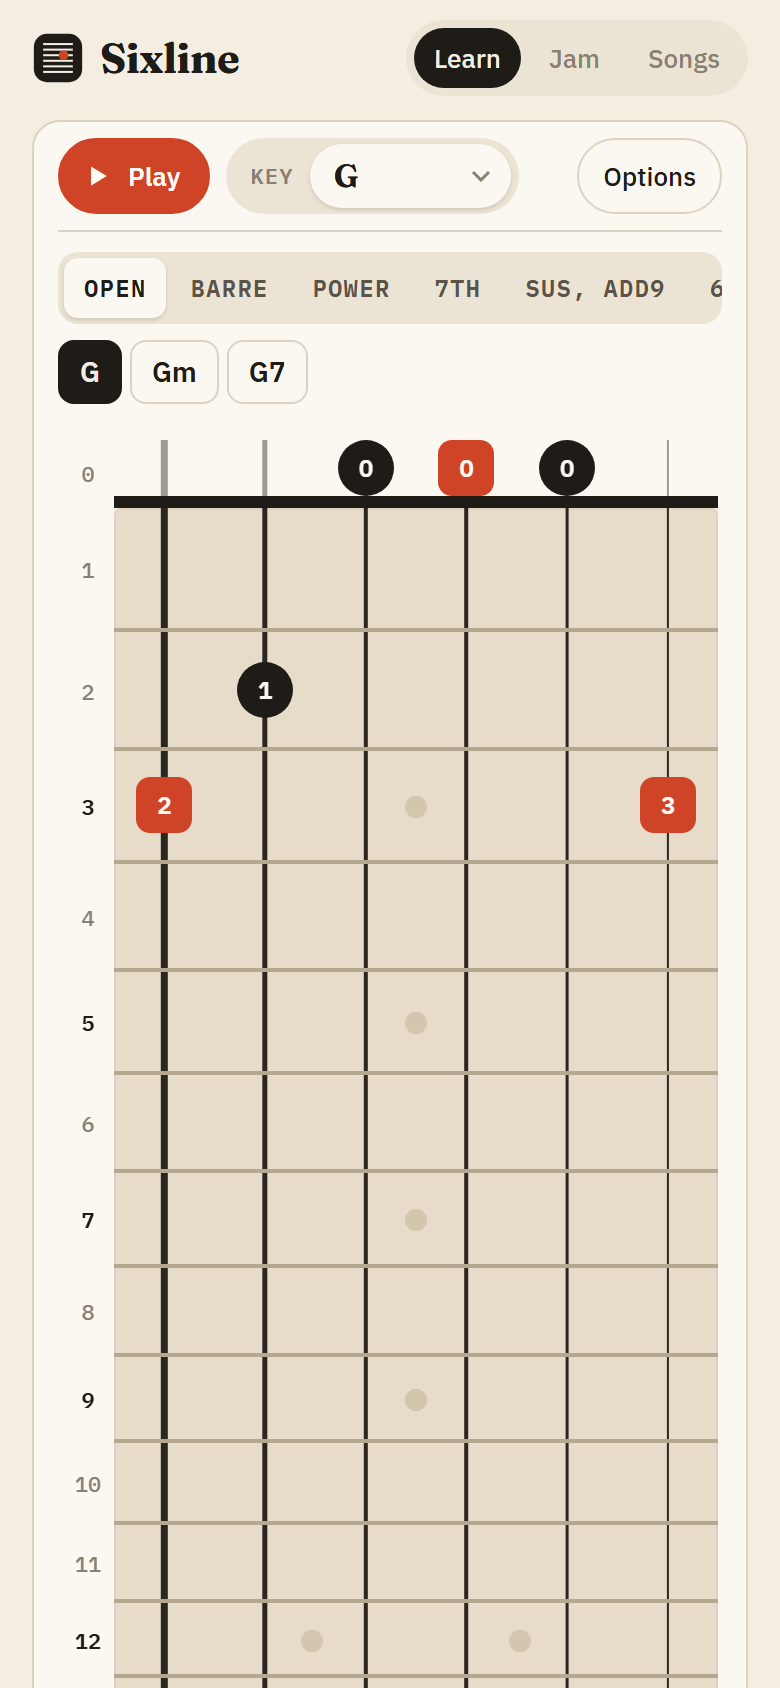 Sixline Learn Jam Songs
Play KEY G Options
OPEN BARRE POWER 7TH SUS, ADD9 6
G Gm G7
0 0 0 0
1
2 1
3 2 3
4
5
6
7
8
9
10
11
12